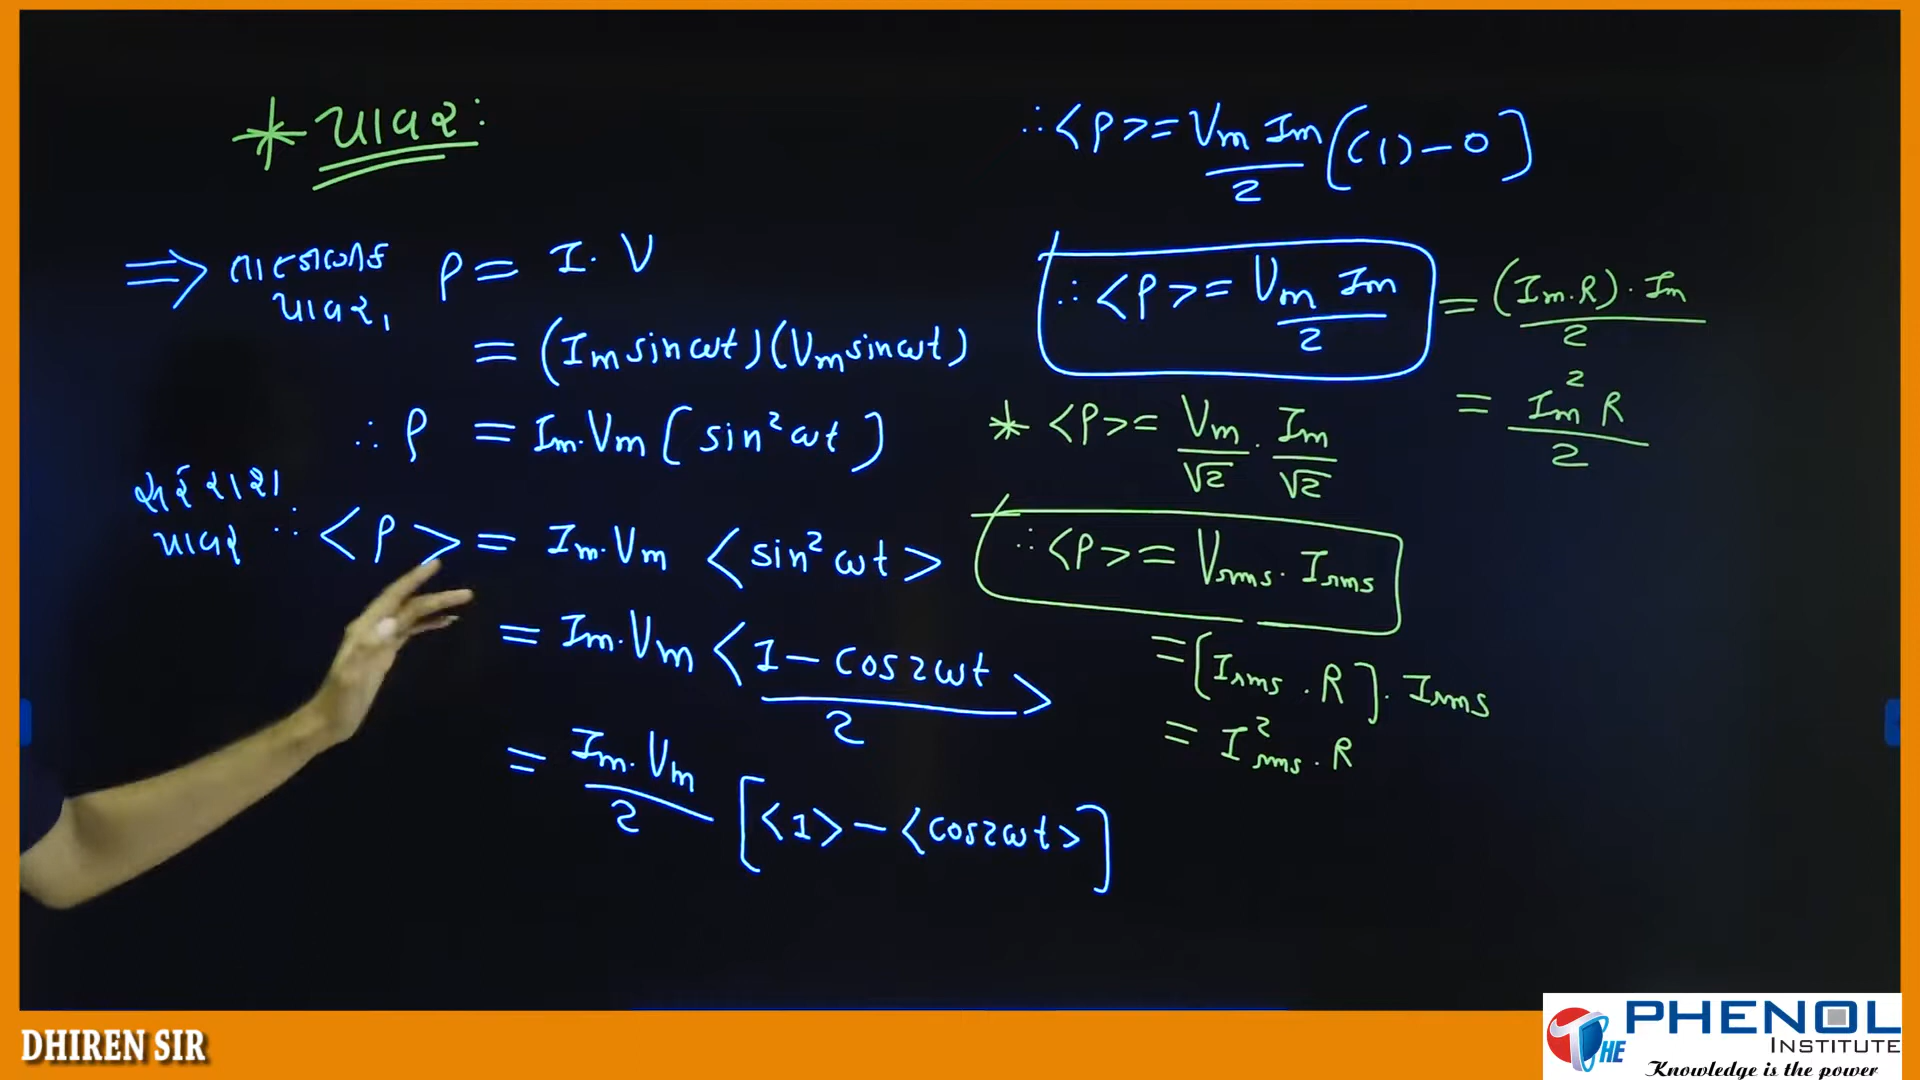 * પાવર :
⇒ તાત્કાલીક P = I · V
પાવર,
= (Im sin ωt) (Vm sin ωt)
∴ P = Im · Vm [ sin² ωt ]
સરેરાશ
પાવર ∴ <P> = Im · Vm <sin² ωt>
= Im · Vm <1 - cos 2ωt / 2>
= Im · Vm / 2 [<1> - <cos 2ωt>]
∴ <P> = Vm Im / 2 [(1) - 0]
∴ <P> = Vm Im / 2 = (Im · R) · Im / 2
= Im² R / 2
* <P> = Vm / √2 · Im / √2
∴ <P> = Vrms · Irms
= [Irms · R] · Irms
= I²rms · R
DHIREN SIR
THE PHENOL
INSTITUTE
Knowledge is the power